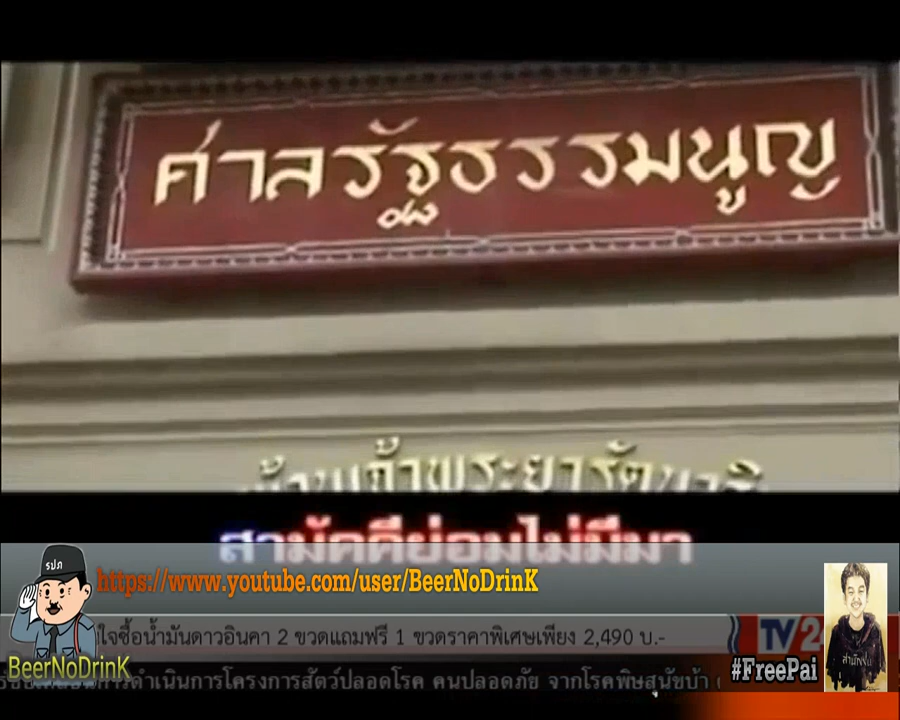 ศาลรัฐธรรมนูญ
สามัคคีย่อมไม่มีมา
รปภ
https://www.youtube.com/user/BeerNoDrinK
ใจซื้อน้ำมันดาวอินคา 2 ขวดแถมฟรี 1 ขวดราคาพิเศษเพียง 2,490 บ.-
TV2
BeerNoDrinK
#FreePai
การดำเนินการโครงการสัตว์ปลอดโรค คนปลอดภัย จากโรคพิษสุนัขบ้า